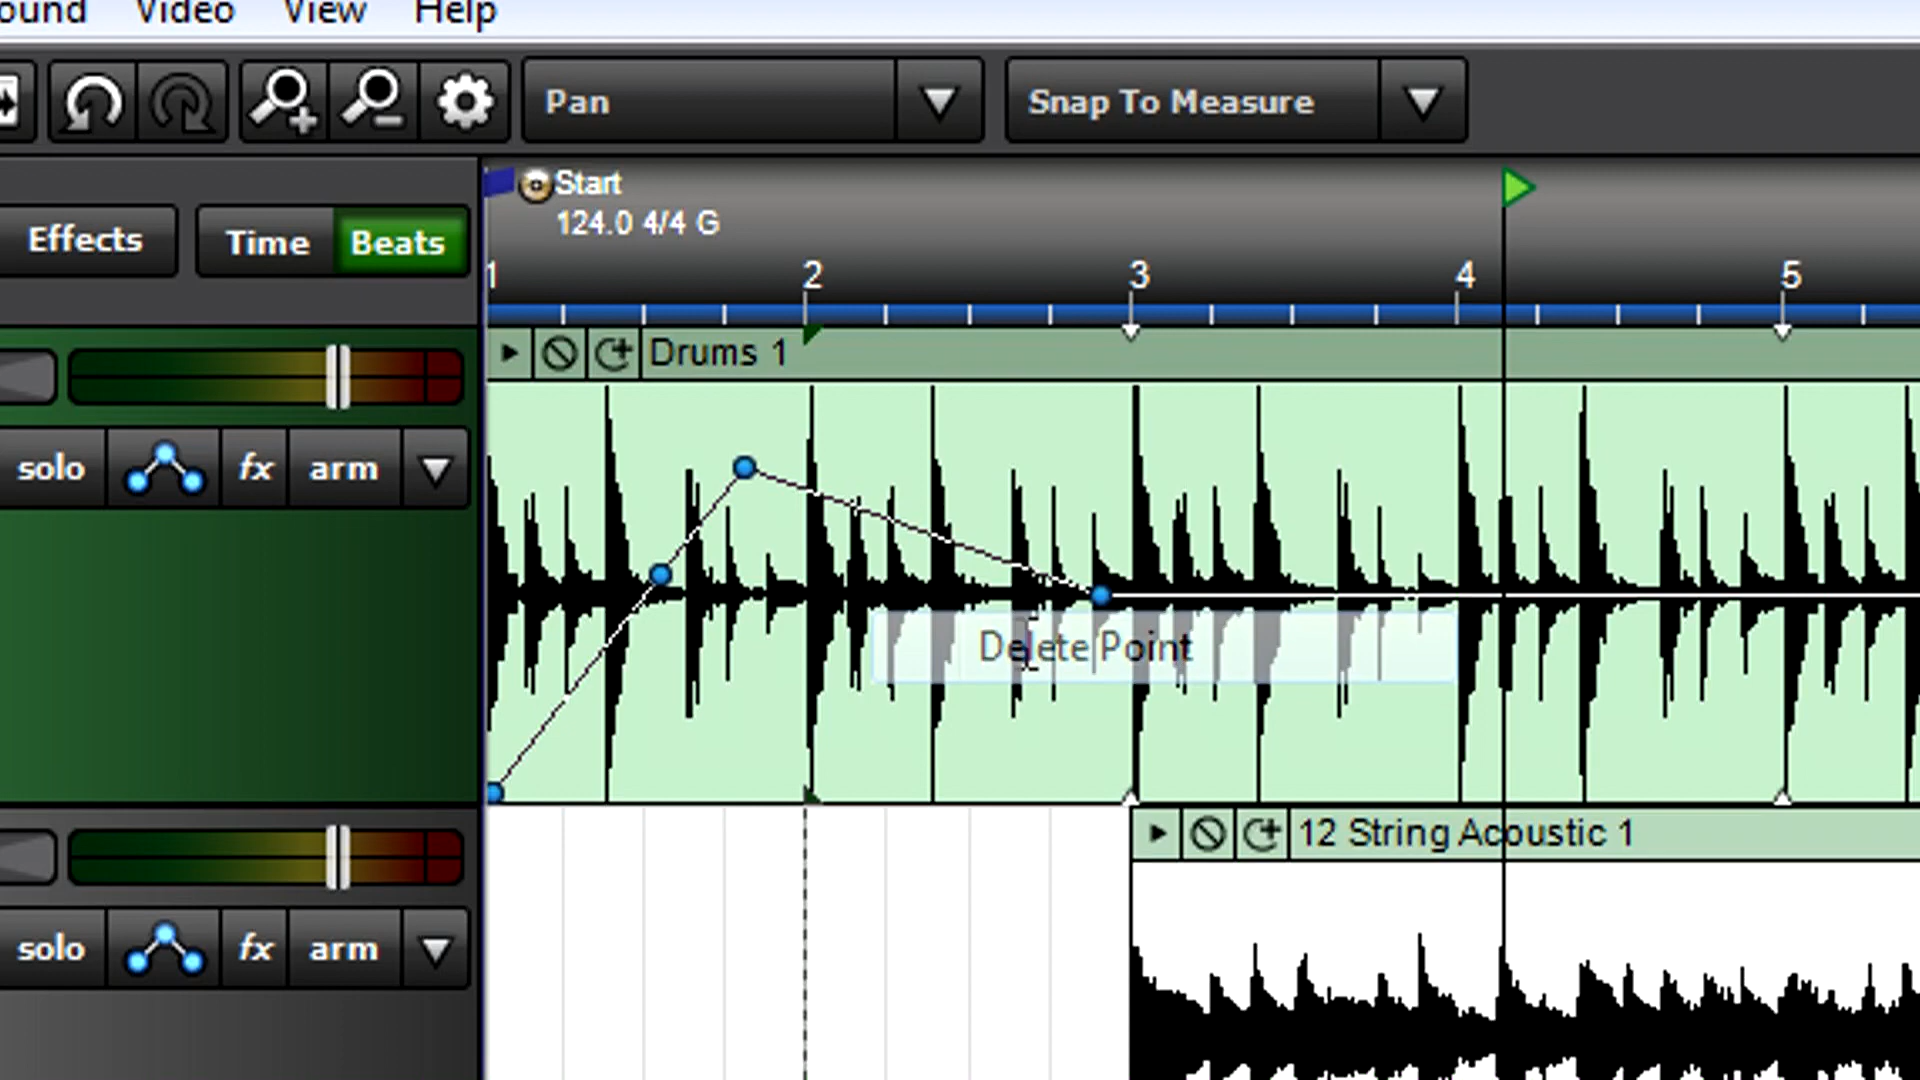 ound Video View Help
Pan Snap To Measure
Start
124.0 4/4 G
Effects Time Beats
1 2 3 4 5
Drums 1
solo fx arm
Delete Point
12 String Acoustic 1
solo fx arm